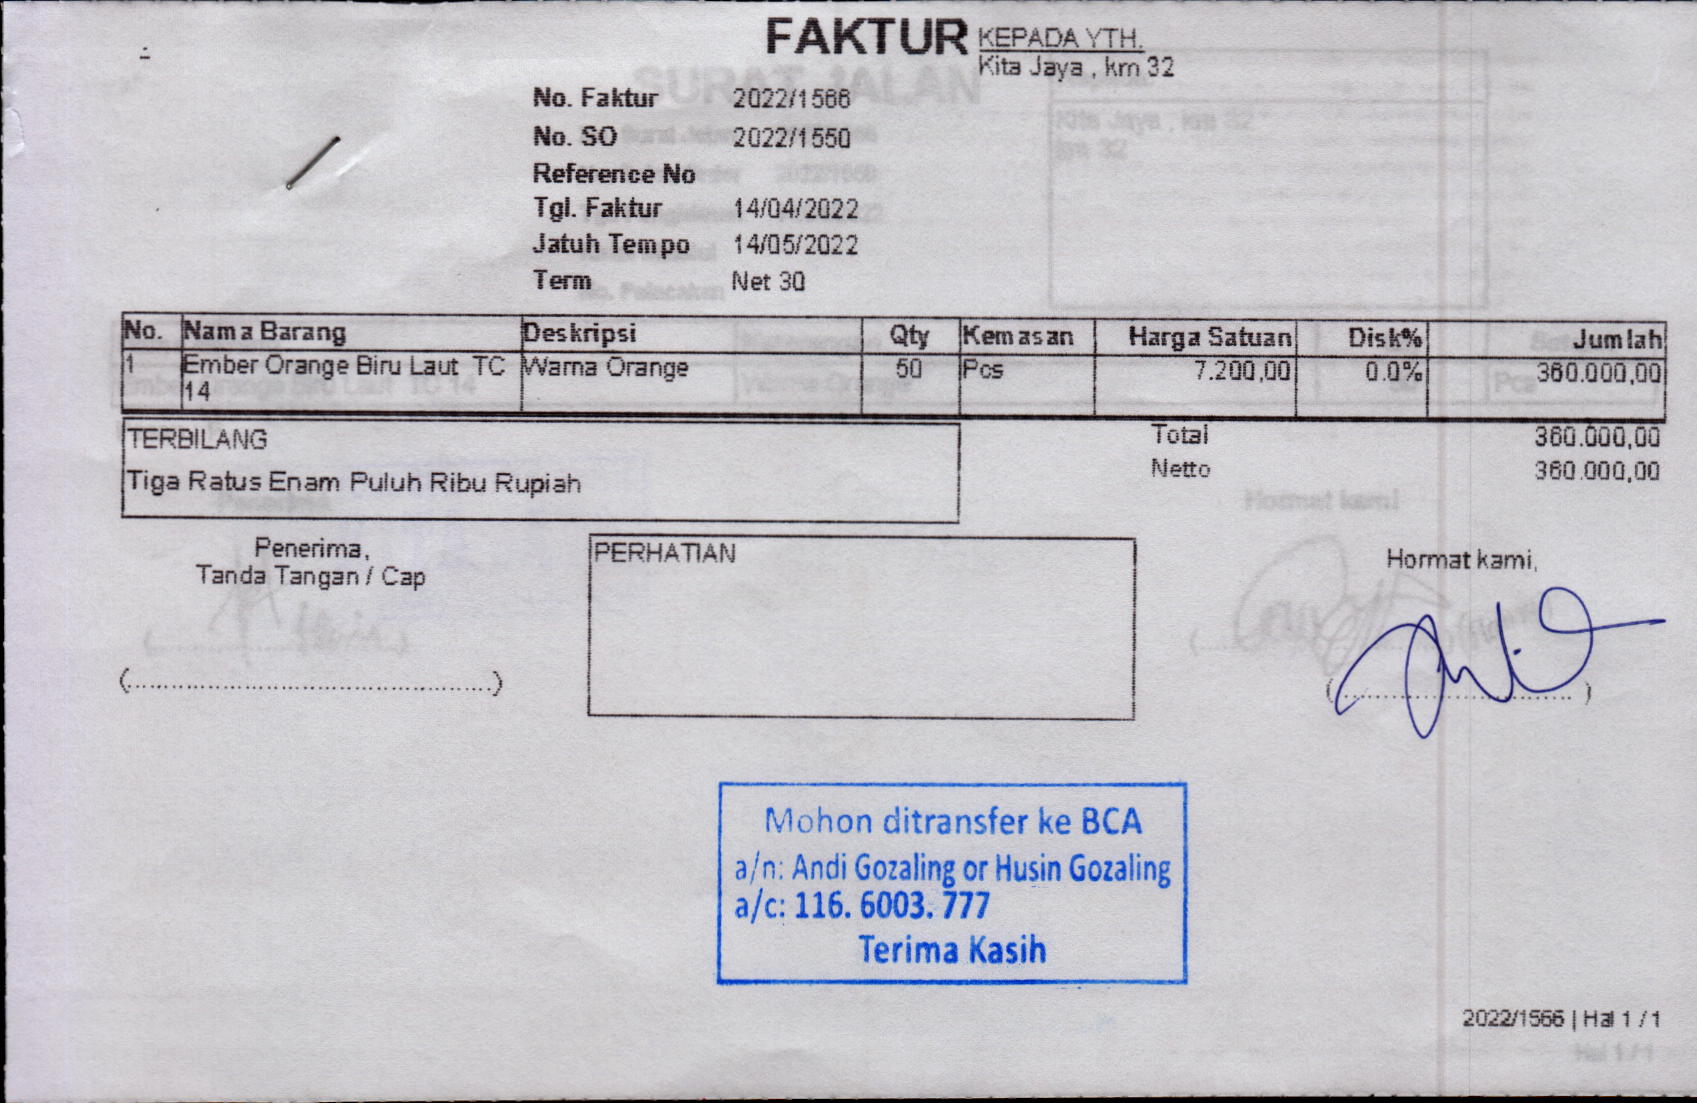 FAKTUR
KEPADA YTH.
Kita Jaya , km 32
No. Faktur 2022/1566
No. SO 2022/1550
Reference No
Tgl. Faktur 14/04/2022
Jatuh Tempo 14/05/2022
Term Net 30
No. Nama Barang Deskripsi Qty Kemasan Harga Satuan Disk% Jumlah
1 Ember Orange Biru Laut TC Warna Orange 50 Pcs 7.200,00 0.0% 360.000,00
14
TERBILANG
Tiga Ratus Enam Puluh Ribu Rupiah
Total 360.000,00
Netto 360.000,00
Penerima,
Tanda Tangan / Cap
(................................................)
PERHATIAN
Hormat kami,
(................................)
Mohon ditransfer ke BCA
a/n: Andi Gozaling or Husin Gozaling
a/c: 116. 6003. 777
Terima Kasih
2022/1566 | Hal 1 / 1